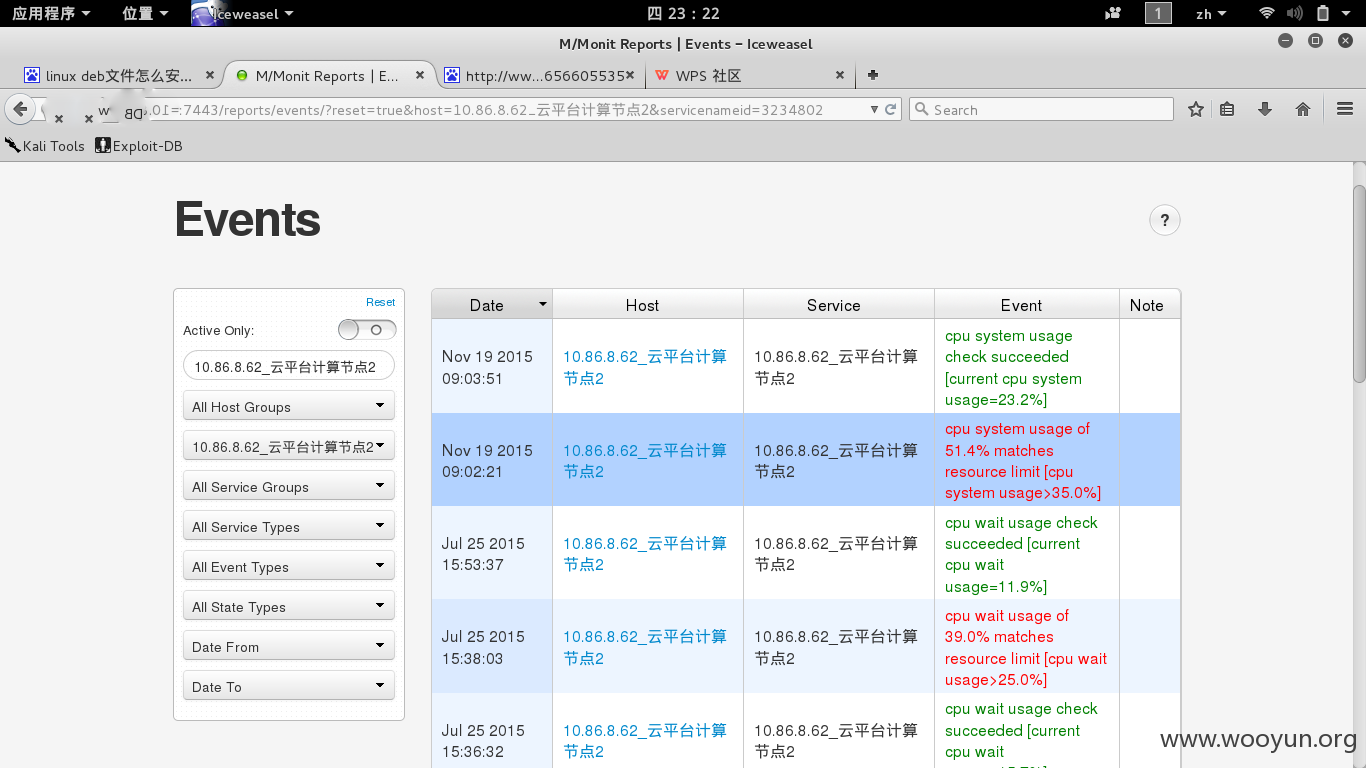 应用程序 位置 Iceweasel 四 23：22 1 zh
M/Monit Reports | Events – Iceweasel
linux deb文件怎么安... M/Monit Reports | E... http://ww...656605535 WPS 社区
:7443/reports/events/?reset=true&host=10.86.8.62_云平台计算节点2&servicenameid=3234802 Search
Kali Tools Exploit-DB
Events
?
Reset
Active Only:
10.86.8.62_云平台计算节点2
All Host Groups
10.86.8.62_云平台计算节点2
All Service Groups
All Service Types
All Event Types
All State Types
Date From
Date To
Date Host Service Event Note
Nov 19 2015
09:03:51
10.86.8.62_云平台计算
节点2
10.86.8.62_云平台计算
节点2
cpu system usage
check succeeded
[current cpu system
usage=23.2%]
Nov 19 2015
09:02:21
10.86.8.62_云平台计算
节点2
10.86.8.62_云平台计算
节点2
cpu system usage of
51.4% matches
resource limit [cpu
system usage>35.0%]
Jul 25 2015
15:53:37
10.86.8.62_云平台计算
节点2
10.86.8.62_云平台计算
节点2
cpu wait usage check
succeeded [current
cpu wait
usage=11.9%]
Jul 25 2015
15:38:03
10.86.8.62_云平台计算
节点2
10.86.8.62_云平台计算
节点2
cpu wait usage of
39.0% matches
resource limit [cpu wait
usage>25.0%]
Jul 25 2015
15:36:32
10.86.8.62_云平台计算
节点2
10.86.8.62_云平台计算
节点2
cpu wait usage check
succeeded [current
cpu wait
www.wooyun.org